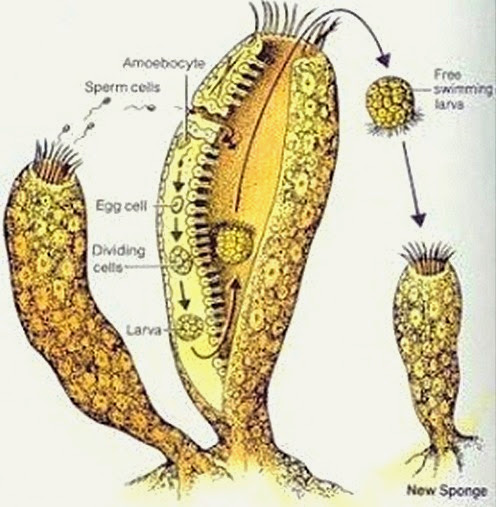 Amoebocyte
Sperm cells
Free
swimming
larva
Egg cell
Dividing
cells
Larva
New Sponge